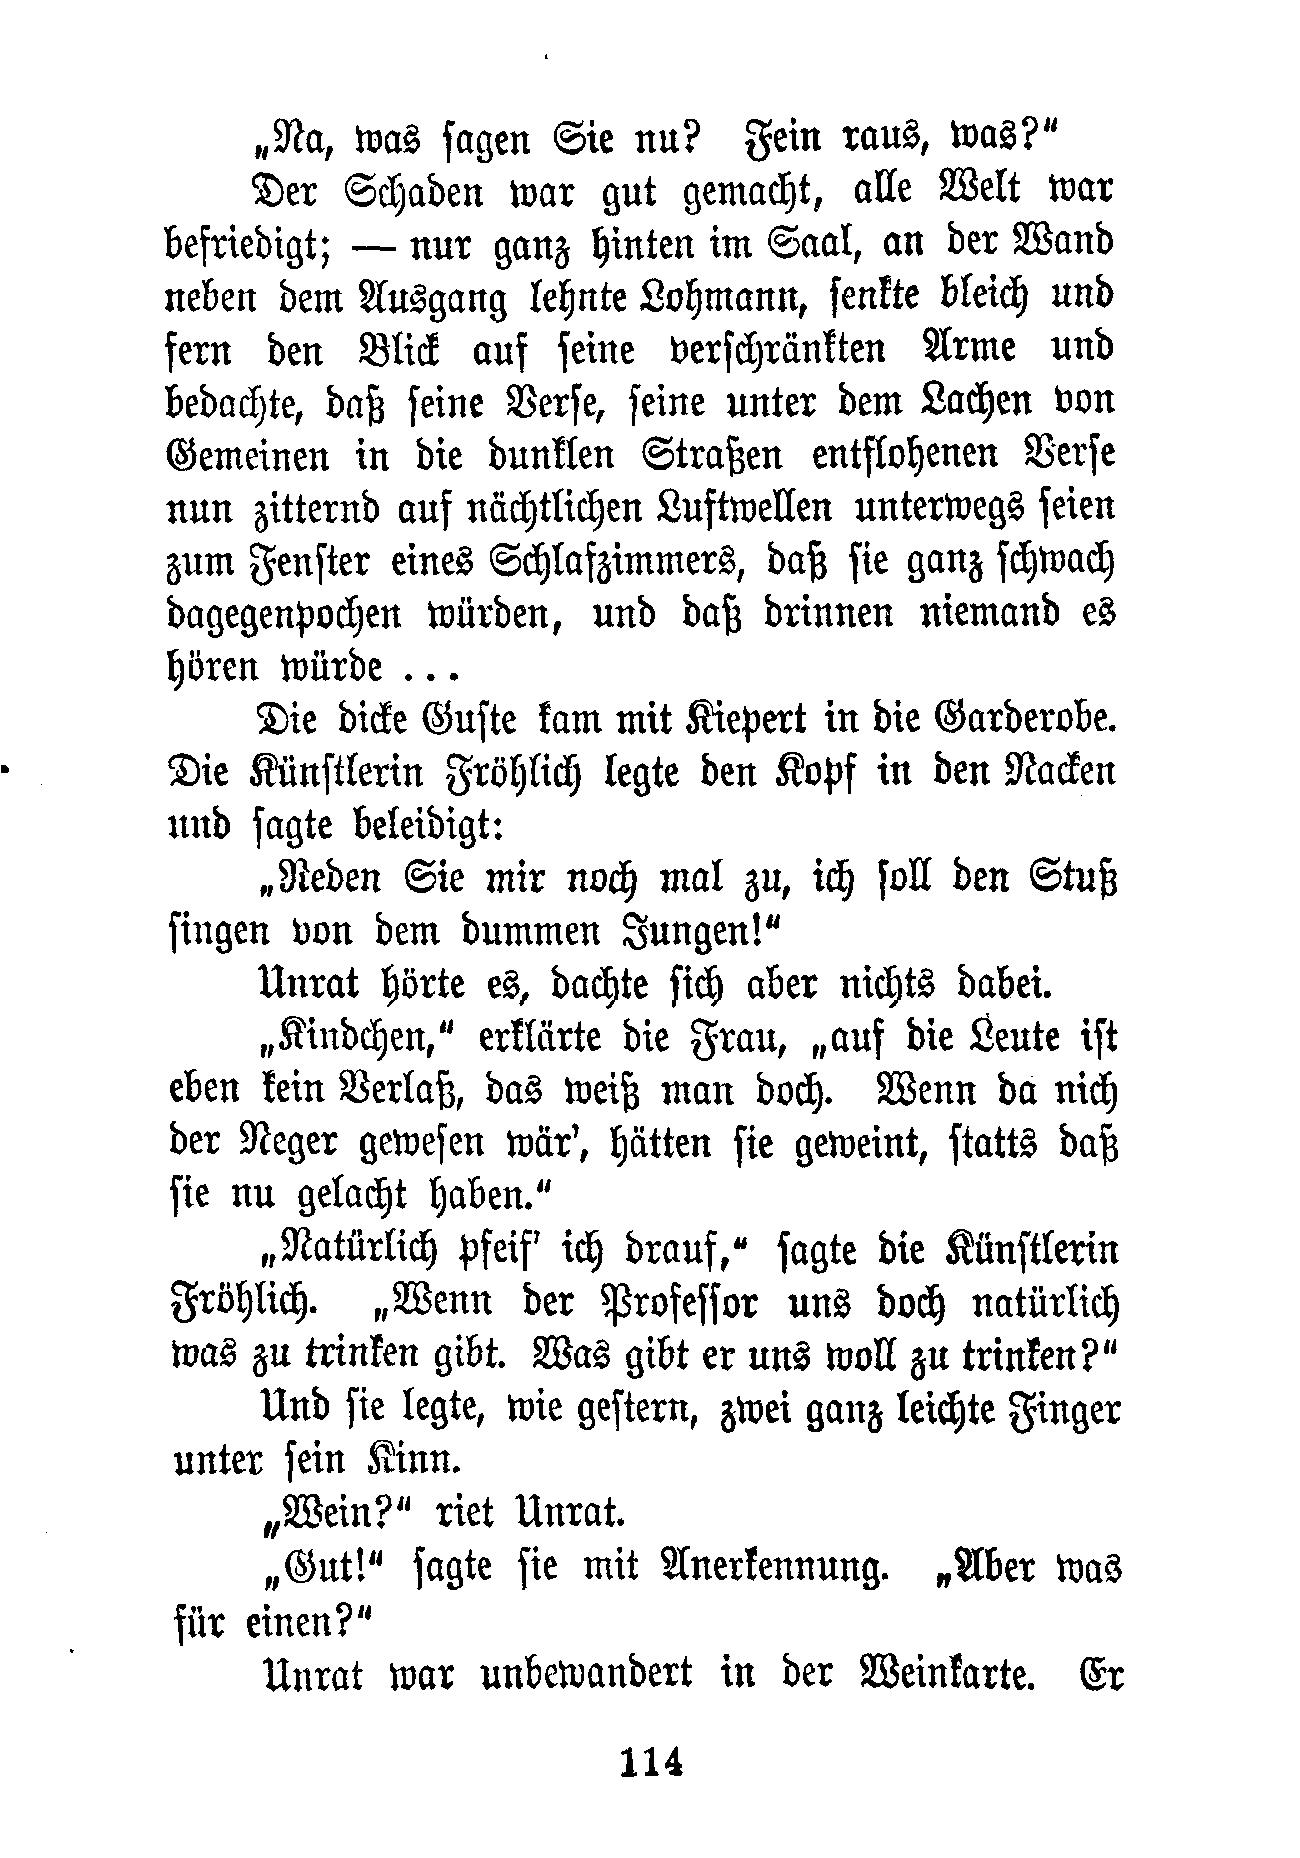 „Na, was sagen Sie nu? Fein raus, was?“
Der Schaden war gut gemacht, alle Welt war
befriedigt; — nur ganz hinten im Saal, an der Wand
neben dem Ausgang lehnte Lohmann, senkte bleich und
fern den Blick auf seine verschränkten Arme und
bedachte, daß seine Verse, seine unter dem Lachen von
Gemeinen in die dunklen Straßen entflohenen Verse
nun zitternd auf nächtlichen Luftwellen unterwegs seien
zum Fenster eines Schlafzimmers, daß sie ganz schwach
dagegenpochen würden, und daß drinnen niemand es
hören würde ...
Die dicke Guste kam mit Kiepert in die Garderobe.
Die Künstlerin Fröhlich legte den Kopf in den Nacken
und sagte beleidigt:
„Reden Sie mir noch mal zu, ich soll den Stuß
singen von dem dummen Jungen!“
Unrat hörte es, dachte sich aber nichts dabei.
„Kindchen,“ erklärte die Frau, „auf die Leute ist
eben kein Verlaß, das weiß man doch. Wenn da nich
der Neger gewesen wär’, hätten sie geweint, statts daß
sie nu gelacht haben.“
„Natürlich pfeif’ ich drauf,“ sagte die Künstlerin
Fröhlich. „Wenn der Professor uns doch natürlich
was zu trinken gibt. Was gibt er uns woll zu trinken?“
Und sie legte, wie gestern, zwei ganz leichte Finger
unter sein Kinn.
„Wein?“ riet Unrat.
„Gut!“ sagte sie mit Anerkennung. „Aber was
für einen?“
Unrat war unbewandert in der Weinkarte. Er
114